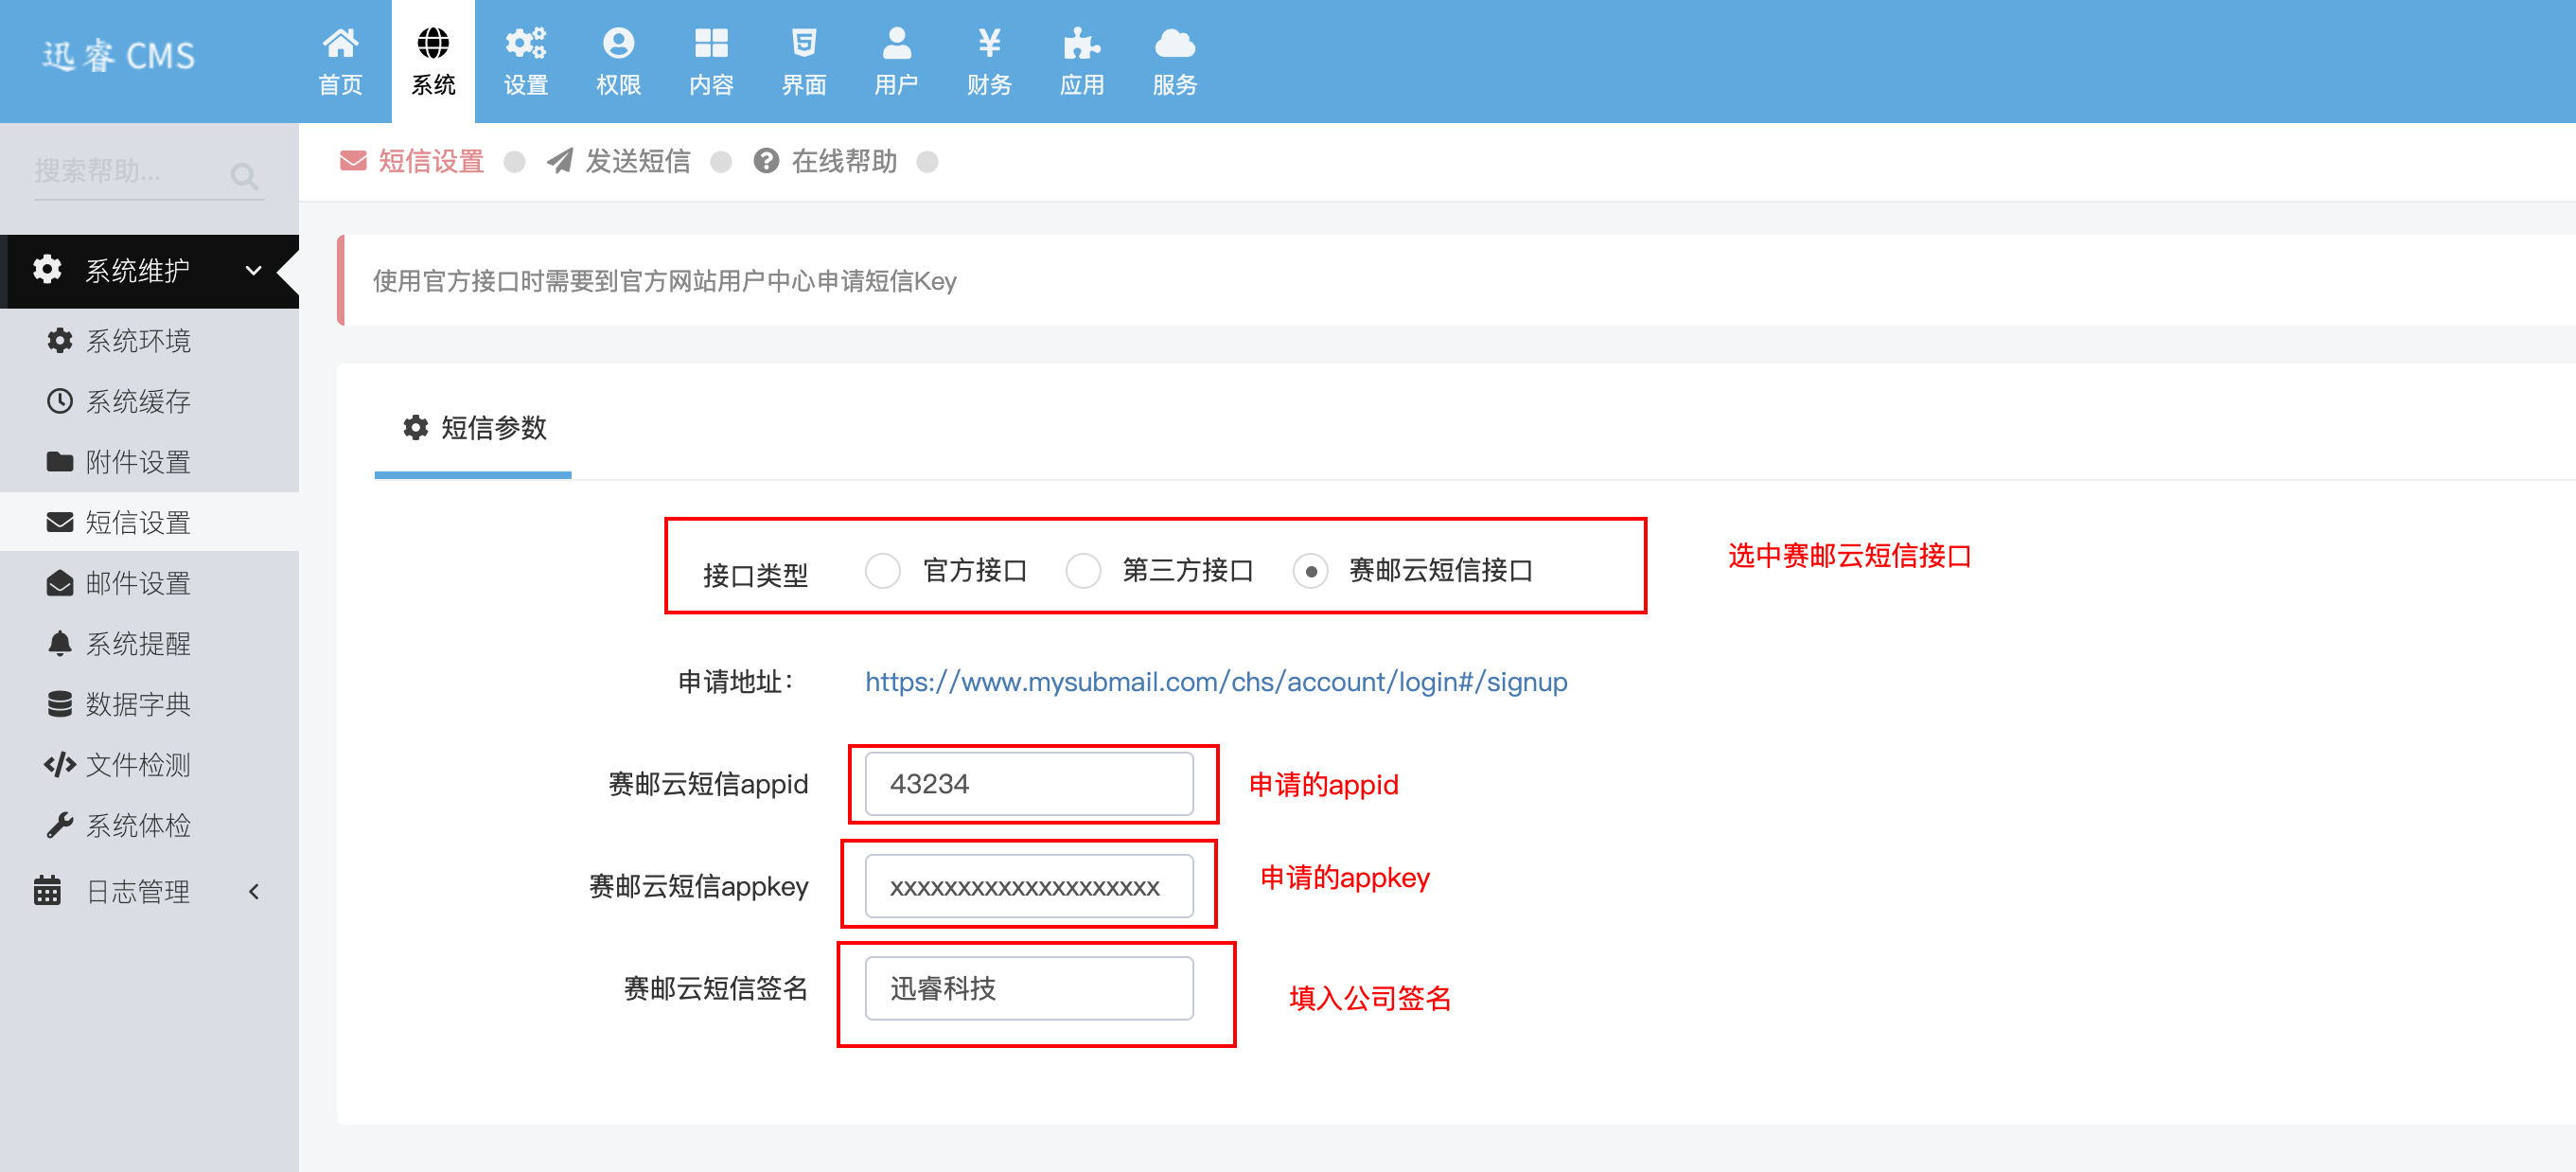 迅睿 CMS
首页 系统 设置 权限 内容 界面 用户 财务 应用 服务
搜索帮助...
短信设置 发送短信 在线帮助
系统维护
系统环境
系统缓存
附件设置
短信设置
邮件设置
系统提醒
数据字典
文件检测
系统体检
日志管理
使用官方接口时需要到官方网站用户中心申请短信Key
短信参数
接口类型 官方接口 第三方接口 赛邮云短信接口 选中赛邮云短信接口
申请地址： https://www.mysubmail.com/chs/account/login#/signup
赛邮云短信appid 43234 申请的appid
赛邮云短信appkey xxxxxxxxxxxxxxxxxxxx 申请的appkey
赛邮云短信签名 迅睿科技 填入公司签名